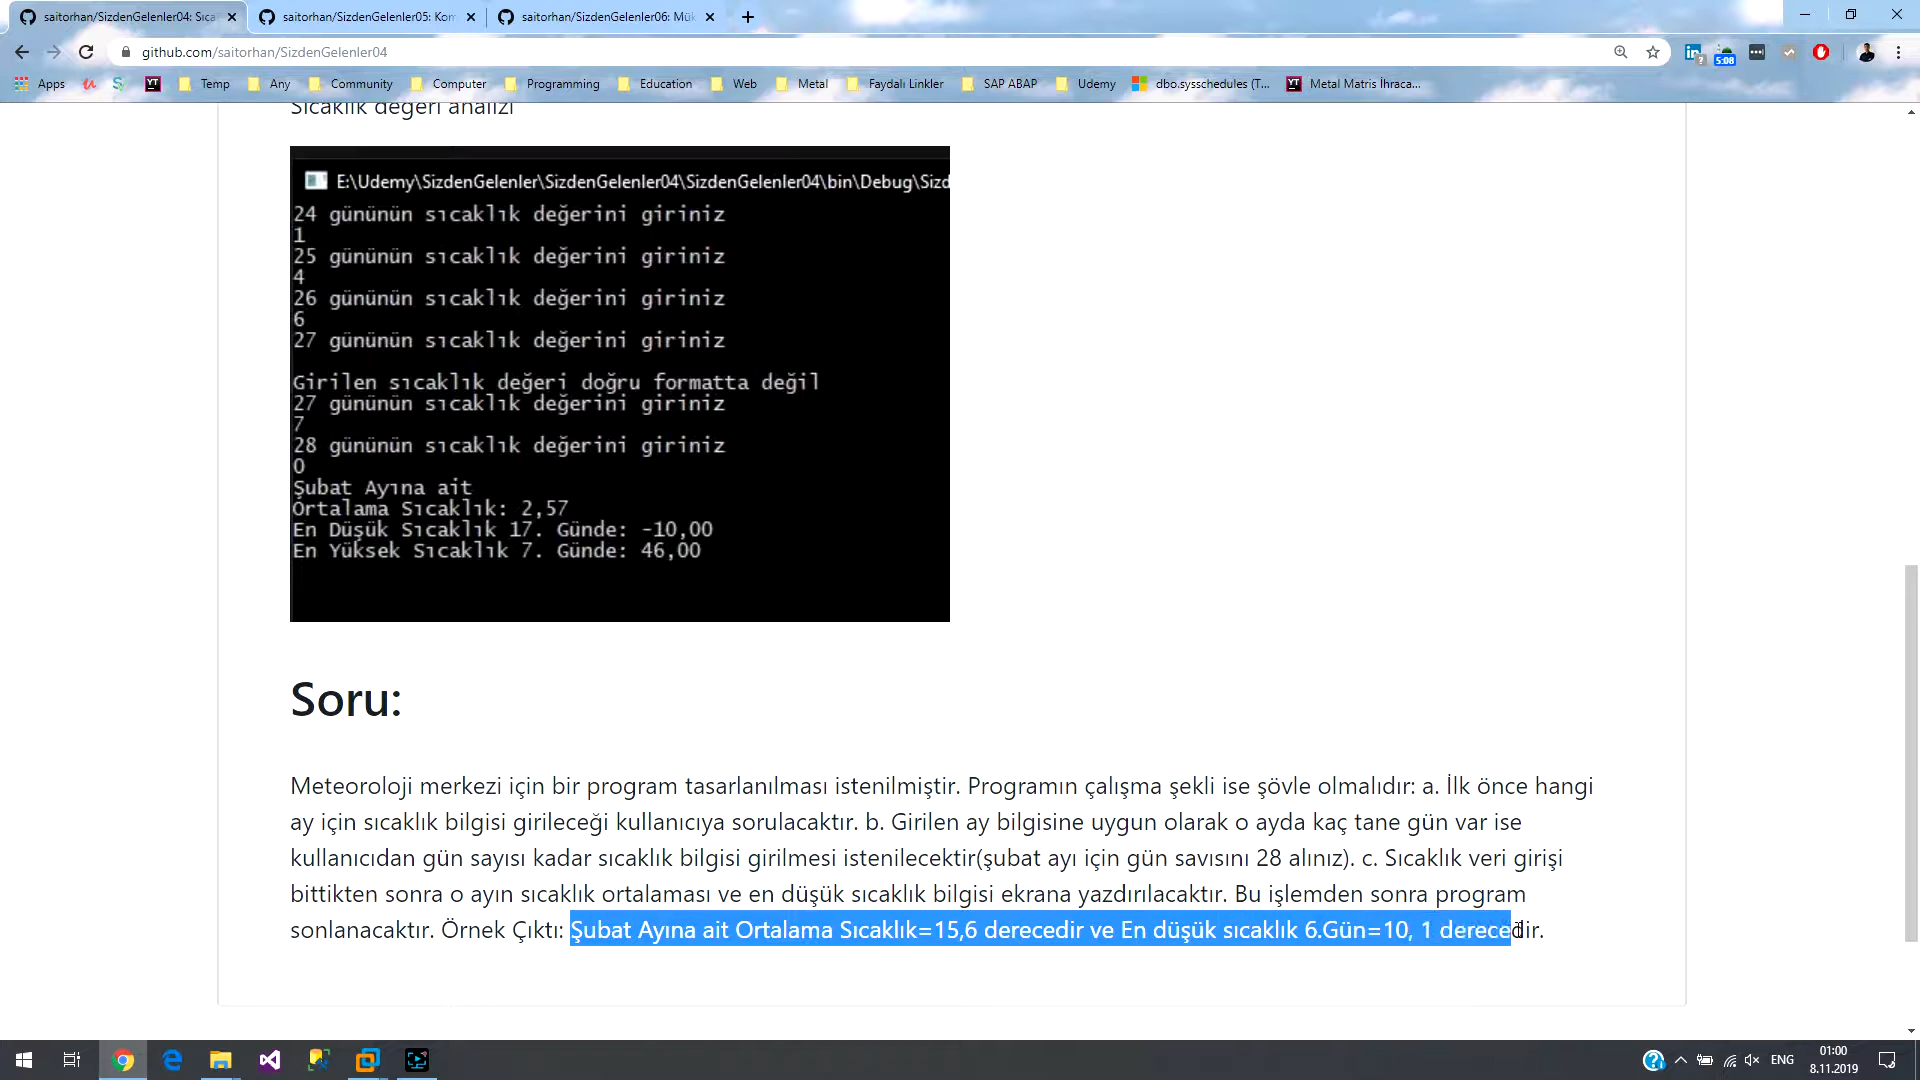 saitorhan/SizdenGelenler04: Sıca
saitorhan/SizdenGelenler05: Kom
saitorhan/SizdenGelenler06: Mük
github.com/saitorhan/SizdenGelenler04
5:08
Apps
YT
Temp
Any
Community
Computer
Programming
Education
Web
Metal
Faydalı Linkler
SAP ABAP
Udemy
dbo.sysschedules (T...
YT
Metal Matris İhraca...
Sıcaklık değeri analizi
E:\Udemy\SizdenGelenler\SizdenGelenler04\SizdenGelenler04\bin\Debug\Sizd
24 gününün sıcaklık değerini giriniz
1
25 gününün sıcaklık değerini giriniz
4
26 gününün sıcaklık değerini giriniz
6
27 gününün sıcaklık değerini giriniz
Girilen sıcaklık değeri doğru formatta değil
27 gününün sıcaklık değerini giriniz
7
28 gününün sıcaklık değerini giriniz
0
Şubat Ayına ait
Ortalama Sıcaklık: 2,57
En Düşük Sıcaklık 17. Günde: -10,00
En Yüksek Sıcaklık 7. Günde: 46,00
Soru:
Meteoroloji merkezi için bir program tasarlanılması istenilmiştir. Programın çalışma şekli ise şövle olmalıdır: a. İlk önce hangi
ay için sıcaklık bilgisi girileceği kullanıcıya sorulacaktır. b. Girilen ay bilgisine uygun olarak o ayda kaç tane gün var ise
kullanıcıdan gün sayısı kadar sıcaklık bilgisi girilmesi istenilecektir(şubat ayı için gün savısını 28 alınız). c. Sıcaklık veri girişi
bittikten sonra o ayın sıcaklık ortalaması ve en düşük sıcaklık bilgisi ekrana yazdırılacaktır. Bu işlemden sonra program
sonlanacaktır. Örnek Çıktı: Şubat Ayına ait Ortalama Sıcaklık=15,6 derecedir ve En düşük sıcaklık 6.Gün=10, 1 derecedir.
ENG
01:00
8.11.2019